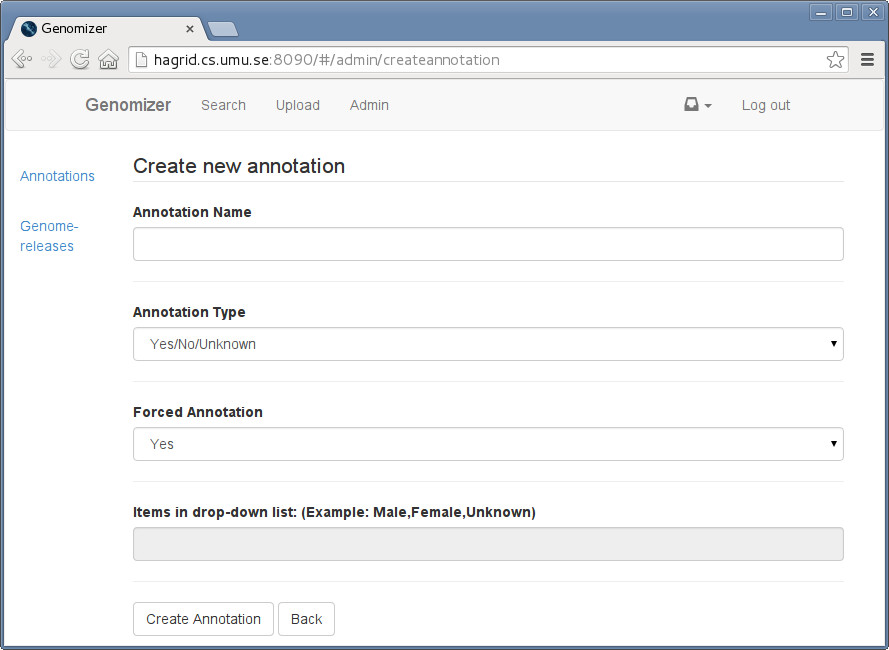 Genomizer
hagrid.cs.umu.se:8090/#/admin/createannotation
Genomizer Search Upload Admin Log out
Annotations
Genome-
releases
Create new annotation
Annotation Name
Annotation Type
Yes/No/Unknown
Forced Annotation
Yes
Items in drop-down list: (Example: Male,Female,Unknown)
Create Annotation Back